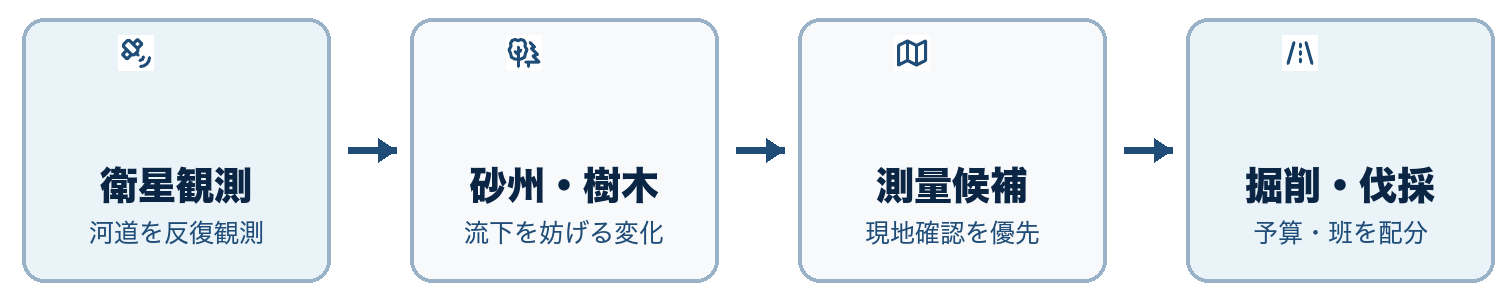 衛星観測
河道を反復観測
砂州・樹木
流下を妨げる変化
測量候補
現地確認を優先
掘削・伐採
予算・班を配分